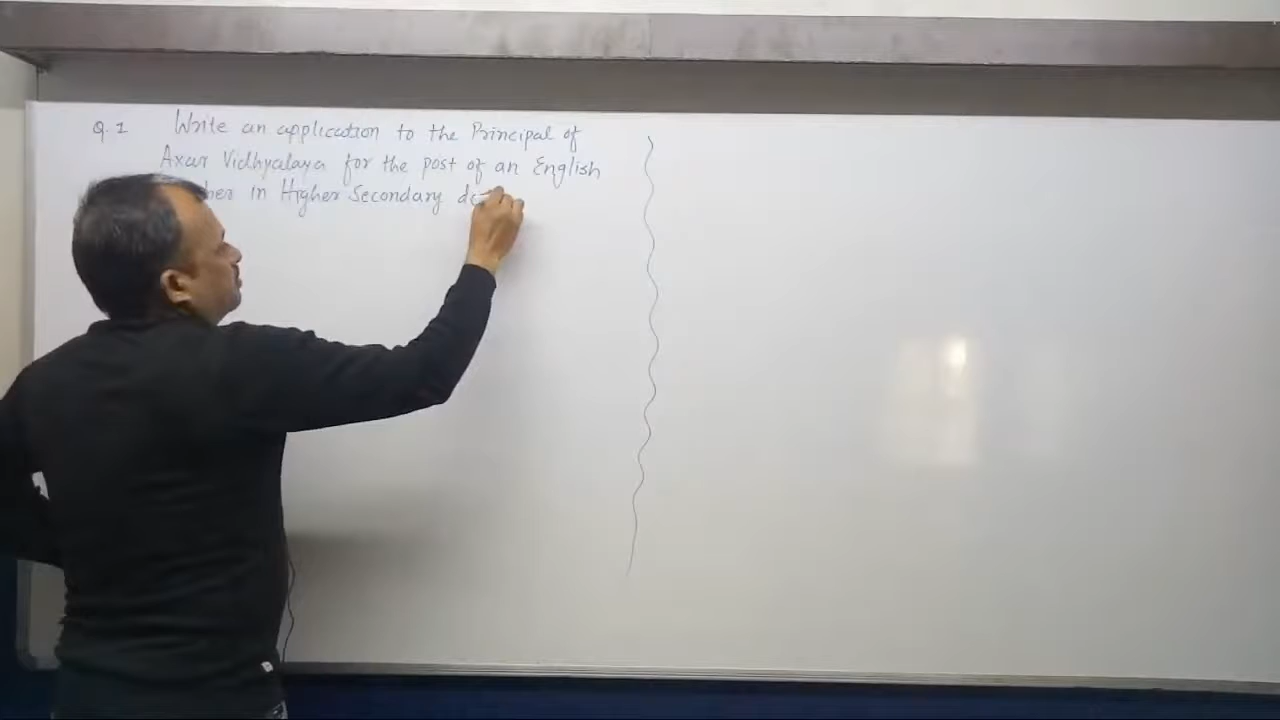 Q.1 Write an application to the Principal of
Axar Vidhyalaya for the post of an English
her in Higher Secondary